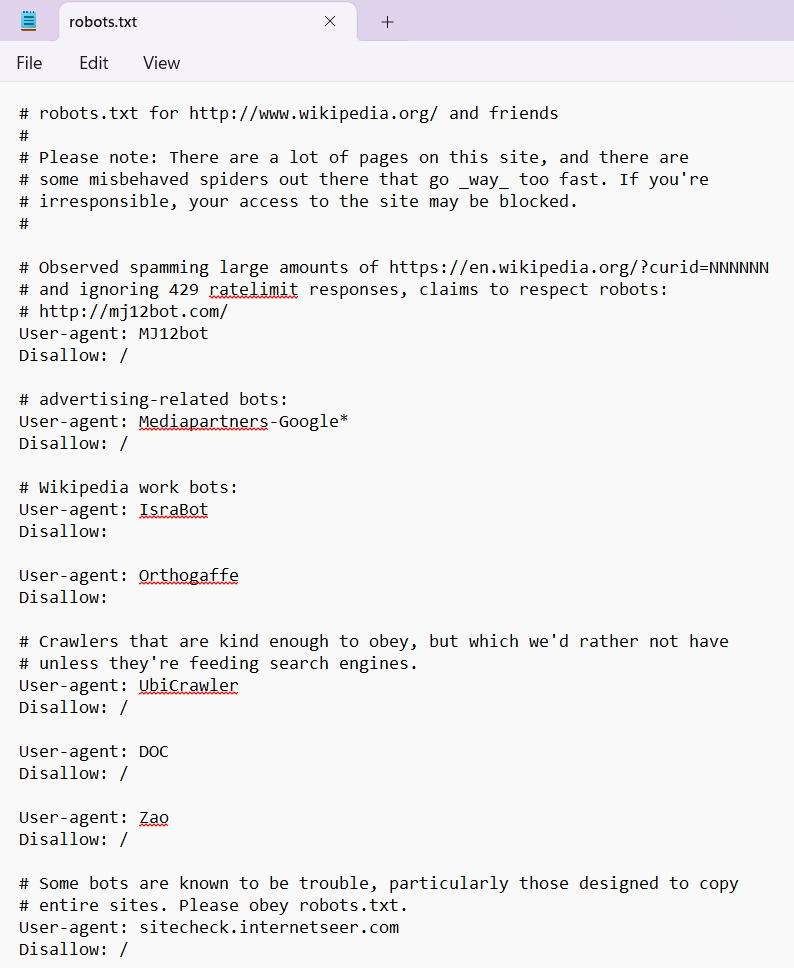 robots.txt
File Edit View
# robots.txt for http://www.wikipedia.org/ and friends
#
# Please note: There are a lot of pages on this site, and there are
# some misbehaved spiders out there that go _way_ too fast. If you're
# irresponsible, your access to the site may be blocked.
#

# Observed spamming large amounts of https://en.wikipedia.org/?curid=NNNNNN
# and ignoring 429 ratelimit responses, claims to respect robots:
# http://mj12bot.com/
User-agent: MJ12bot
Disallow: /

# advertising-related bots:
User-agent: Mediapartners-Google*
Disallow: /

# Wikipedia work bots:
User-agent: IsraBot
Disallow:

User-agent: Orthogaffe
Disallow:

# Crawlers that are kind enough to obey, but which we'd rather not have
# unless they're feeding search engines.
User-agent: UbiCrawler
Disallow: /

User-agent: DOC
Disallow: /

User-agent: Zao
Disallow: /

# Some bots are known to be trouble, particularly those designed to copy
# entire sites. Please obey robots.txt.
User-agent: sitecheck.internetseer.com
Disallow: /